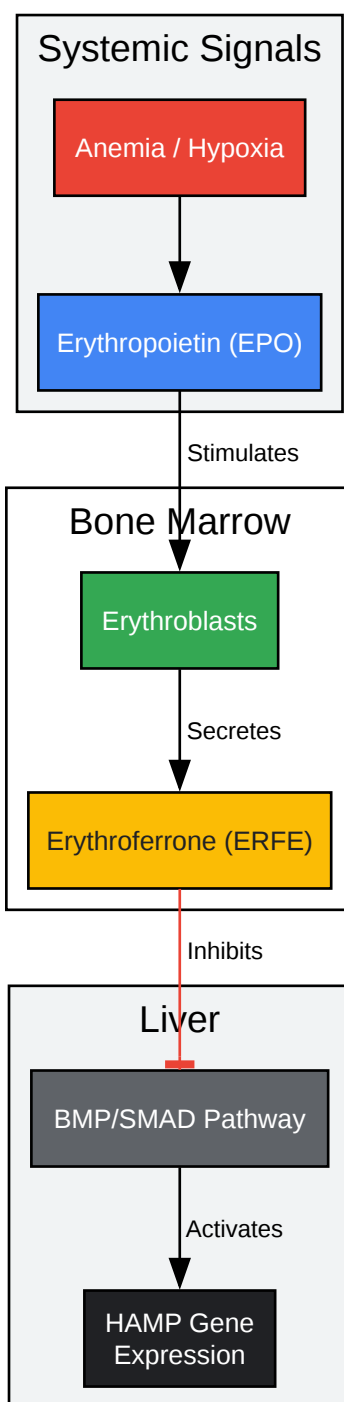 Systemic Signals
Anemia / Hypoxia
Erythropoietin (EPO)
Stimulates
Bone Marrow
Erythroblasts
Secretes
Erythroferrone (ERFE)
Inhibits
Liver
BMP/SMAD Pathway
Activates
HAMP Gene
Expression